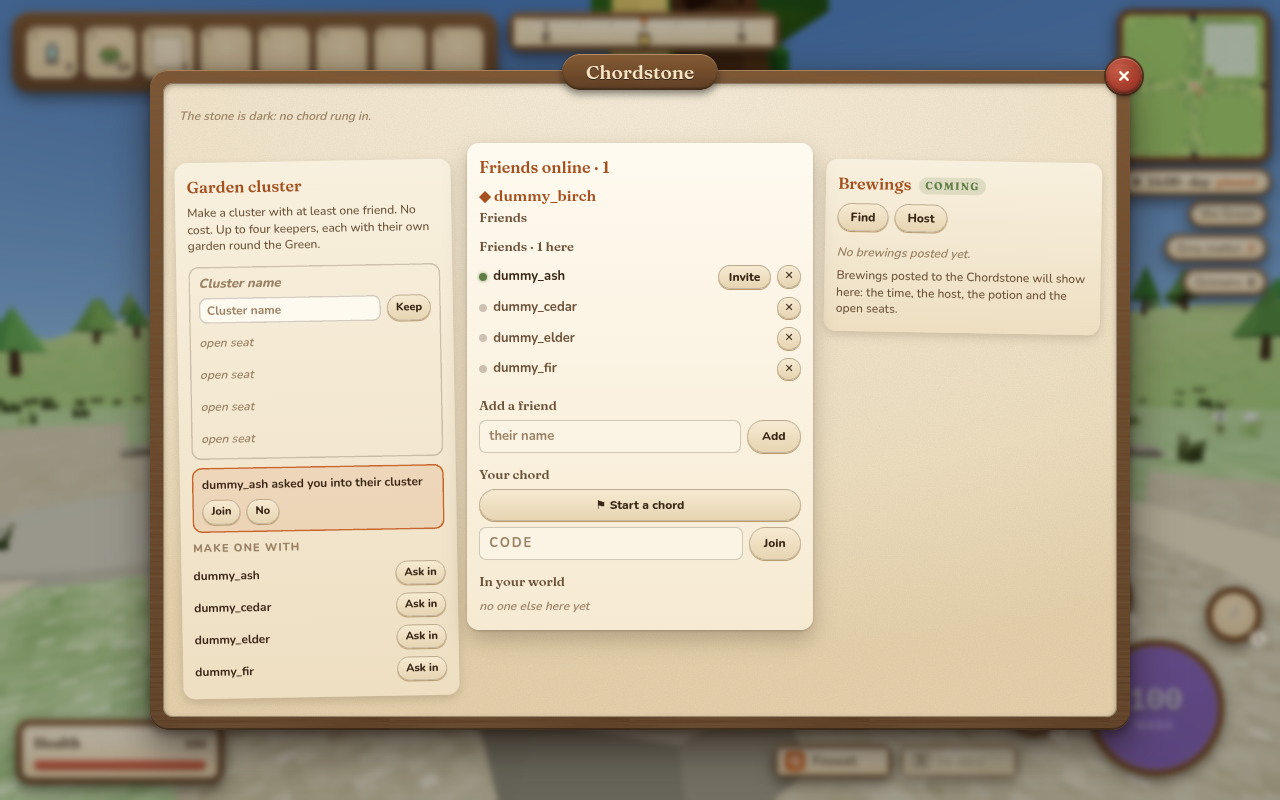 Chordstone
×
The stone is dark: no chord rung in.
Garden cluster
Make a cluster with at least one friend. No
cost. Up to four keepers, each with their own
garden round the Green.
Cluster name
Cluster name
Keep
open seat
open seat
open seat
open seat
dummy_ash asked you into their cluster
Join
No
MAKE ONE WITH
dummy_ash
Ask in
dummy_cedar
Ask in
dummy_elder
Ask in
dummy_fir
Ask in
Friends online · 1
◆ dummy_birch
Friends
Friends · 1 here
dummy_ash
Invite
×
dummy_cedar
×
dummy_elder
×
dummy_fir
×
Add a friend
their name
Add
Your chord
⚑ Start a chord
CODE
Join
In your world
no one else here yet
Brewings
COMING
Find
Host
No brewings posted yet.
Brewings posted to the Chordstone will show
here: the time, the host, the potion and the
open seats.
Health
100